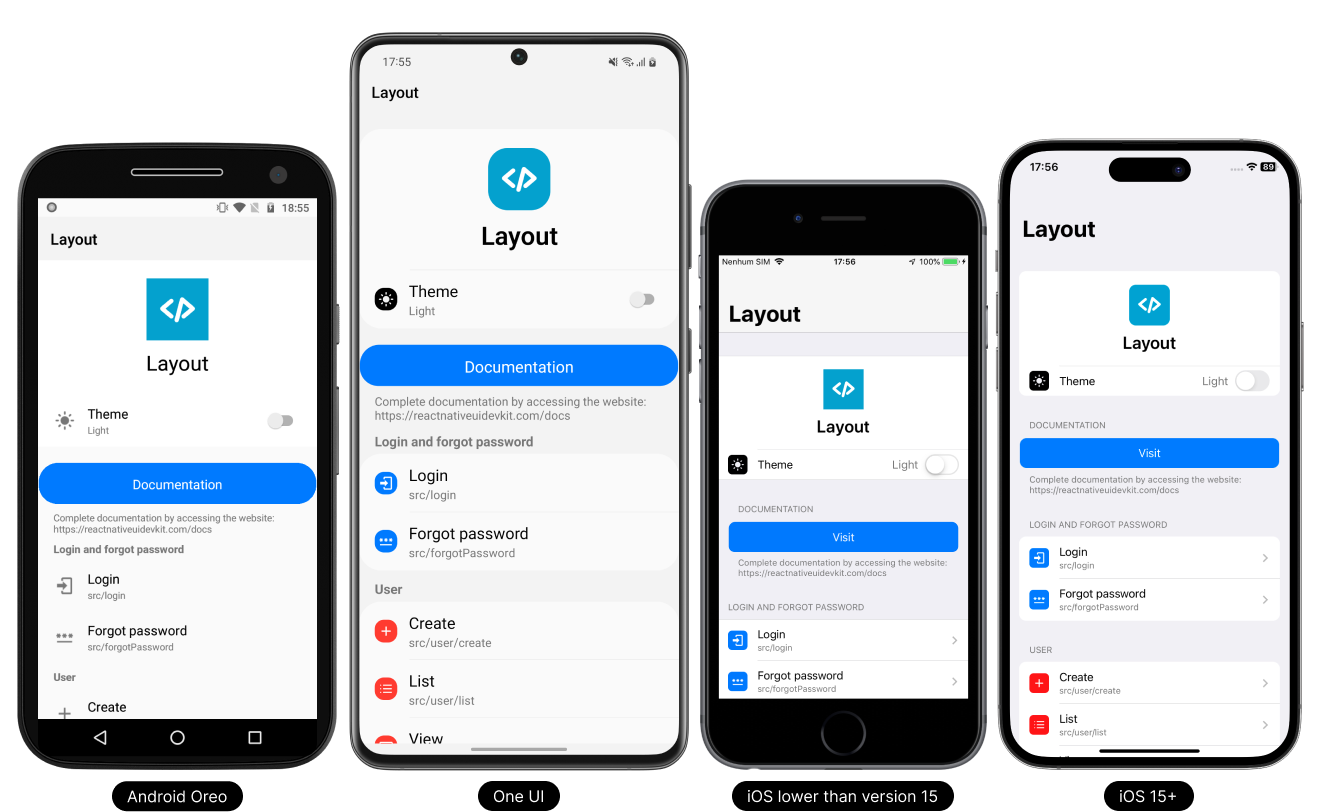 18:55
Layout
</>
Layout
Theme
Light
Documentation
Complete documentation by accessing the website:
https://reactnativeuidevkit.com/docs
Login and forgot password
Login
src/login
Forgot password
src/forgotPassword
User
Create
Android Oreo
17:55
Layout
</>
Layout
Theme
Light
Documentation
Complete documentation by accessing the website:
https://reactnativeuidevkit.com/docs
Login and forgot password
Login
src/login
Forgot password
src/forgotPassword
User
Create
src/user/create
List
src/user/list
View
One UI
Nenhum SIM 17:56 100%
Layout
</>
Layout
Theme Light
DOCUMENTATION
Visit
Complete documentation by accessing the website:
https://reactnativeuidevkit.com/docs
LOGIN AND FORGOT PASSWORD
Login
src/login
Forgot password
src/forgotPassword
iOS lower than version 15
17:56 89
Layout
</>
Layout
Theme Light
DOCUMENTATION
Visit
Complete documentation by accessing the website:
https://reactnativeuidevkit.com/docs
LOGIN AND FORGOT PASSWORD
Login
src/login
Forgot password
src/forgotPassword
USER
Create
src/user/create
List
src/user/list
iOS 15+